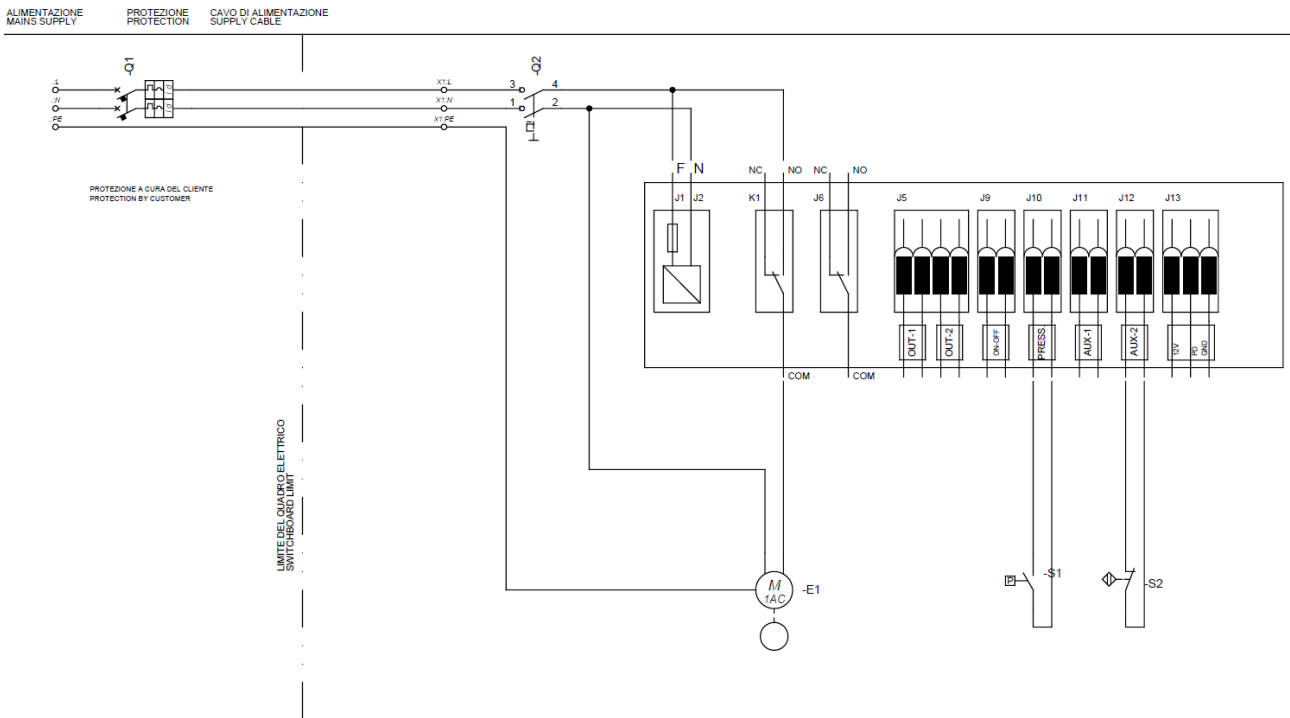 ALIMENTAZIONE
MAINS SUPPLY
PROTEZIONE
PROTECTION
CAVO DI ALIMENTAZIONE
SUPPLY CABLE
-Q1
-Q2
.:L
X1:L
3
4
.:N
X1:N
1
2
.:PE
X1:PE
F N
NC
NO
NC
NO
PROTEZIONE A CURA DEL CLIENTE
PROTECTION BY CUSTOMER
J1 J2
K1
J6
J5
J9
J10
J11
J12
J13
OUT-1
OUT-2
ON-OFF
PRESS.
AUX-1
AUX-2
12V
PD
GND
COM
COM
LIMITE DEL QUADRO ELETTRICO
SWITCHBOARD LIMIT
P
-S1
-S2
M
1AC
-E1